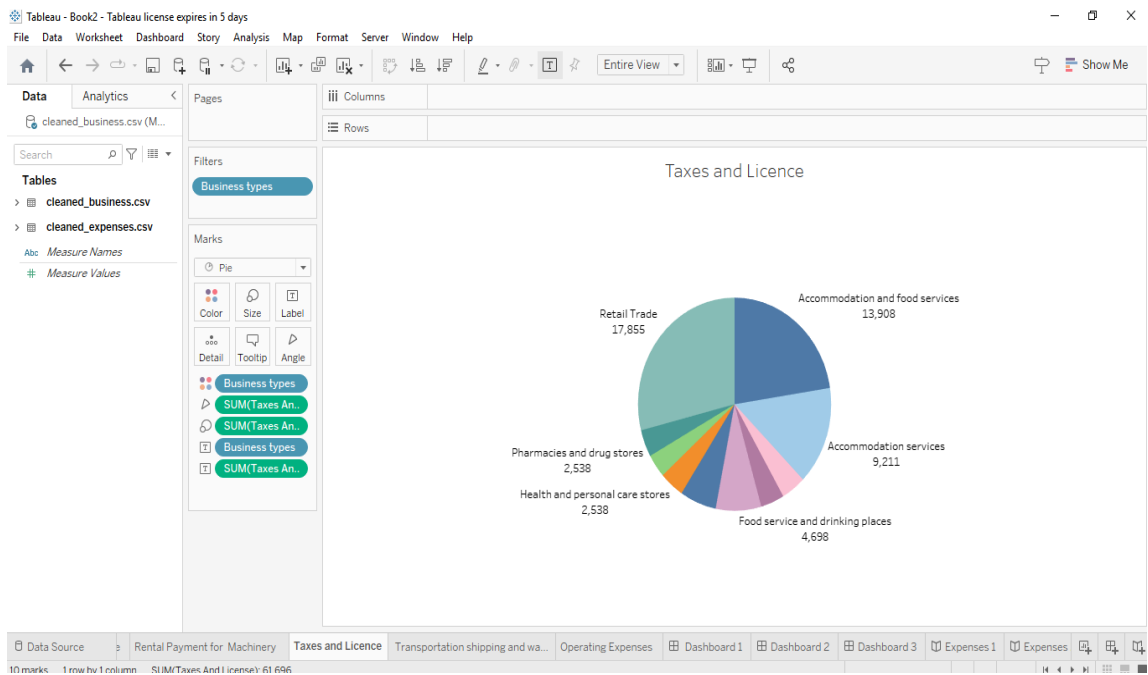 Tableau - Book2 - Tableau license expires in 5 days
File Data Worksheet Dashboard Story Analysis Map Format Server Window Help
Entire View
Show Me
Data Analytics
cleaned_business.csv (M...
Search
Tables
cleaned_business.csv
cleaned_expenses.csv
Abc Measure Names
# Measure Values
Pages
Filters
Business types
Marks
Pie
Color Size Label
Detail Tooltip Angle
Business types
SUM(Taxes An..
SUM(Taxes An..
Business types
SUM(Taxes An..
Columns
Rows
Taxes and Licence
Accommodation and food services
13,908
Retail Trade
17,855
Accommodation services
9,211
Pharmacies and drug stores
2,538
Health and personal care stores
2,538
Food service and drinking places
4,698
Data Source e Rental Payment for Machinery Taxes and Licence Transportation shipping and wa... Operating Expenses Dashboard 1 Dashboard 2 Dashboard 3 Expenses 1 Expenses
10 marks 1 row by 1 column SUM(Taxes And License): 61,696